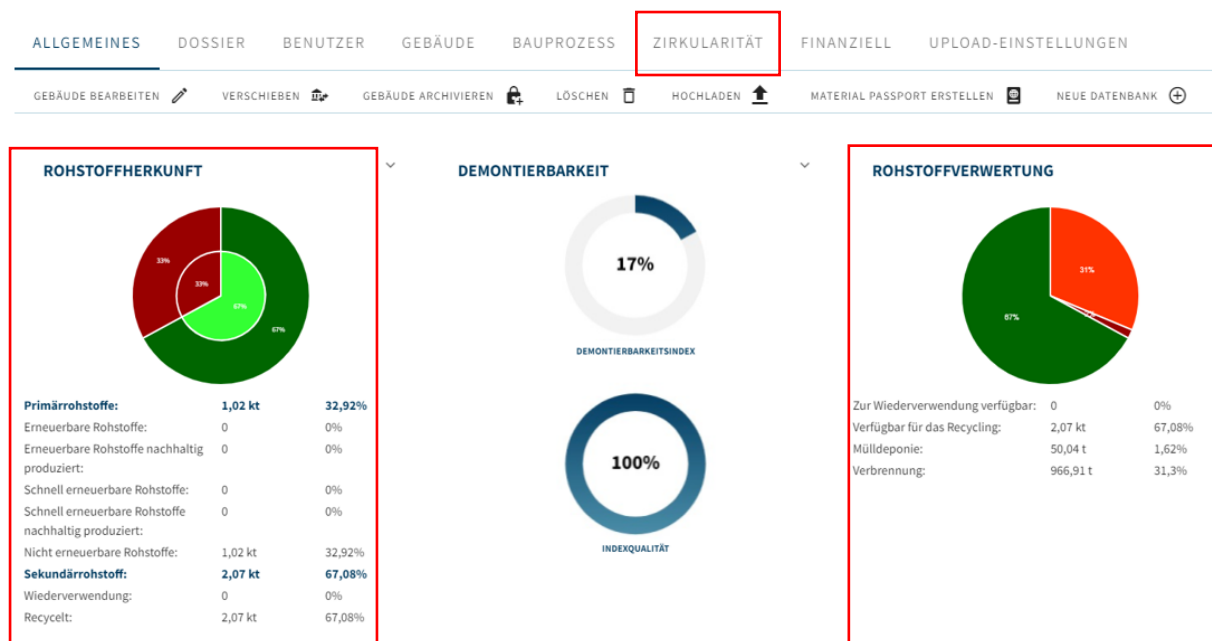 ALLGEMEINES DOSSIER BENUTZER GEBÄUDE BAUPROZESS ZIRKULARITÄT FINANZIELL UPLOAD-EINSTELLUNGEN
GEBÄUDE BEARBEITEN VERSCHIEBEN GEBÄUDE ARCHIVIEREN LÖSCHEN HOCHLADEN MATERIAL PASSPORT ERSTELLEN NEUE DATENBANK
ROHSTOFFHERKUNFT
33%
33%
67%
67%
Primärrohstoffe: 1,02 kt 32,92%
Erneuerbare Rohstoffe: 0 0%
Erneuerbare Rohstoffe nachhaltig 0 0%
produziert:
Schnell erneuerbare Rohstoffe: 0 0%
Schnell erneuerbare Rohstoffe 0 0%
nachhaltig produziert:
Nicht erneuerbare Rohstoffe: 1,02 kt 32,92%
Sekundärrohstoff: 2,07 kt 67,08%
Wiederverwendung: 0 0%
Recycelt: 2,07 kt 67,08%
DEMONTIERBARKEIT
17%
DEMONTIERBARKEITSINDEX
100%
INDEXQUALITÄT
ROHSTOFFVERWERTUNG
31%
67%
Zur Wiederverwendung verfügbar: 0 0%
Verfügbar für das Recycling: 2,07 kt 67,08%
Mülldeponie: 50,04 t 1,62%
Verbrennung: 966,91 t 31,3%